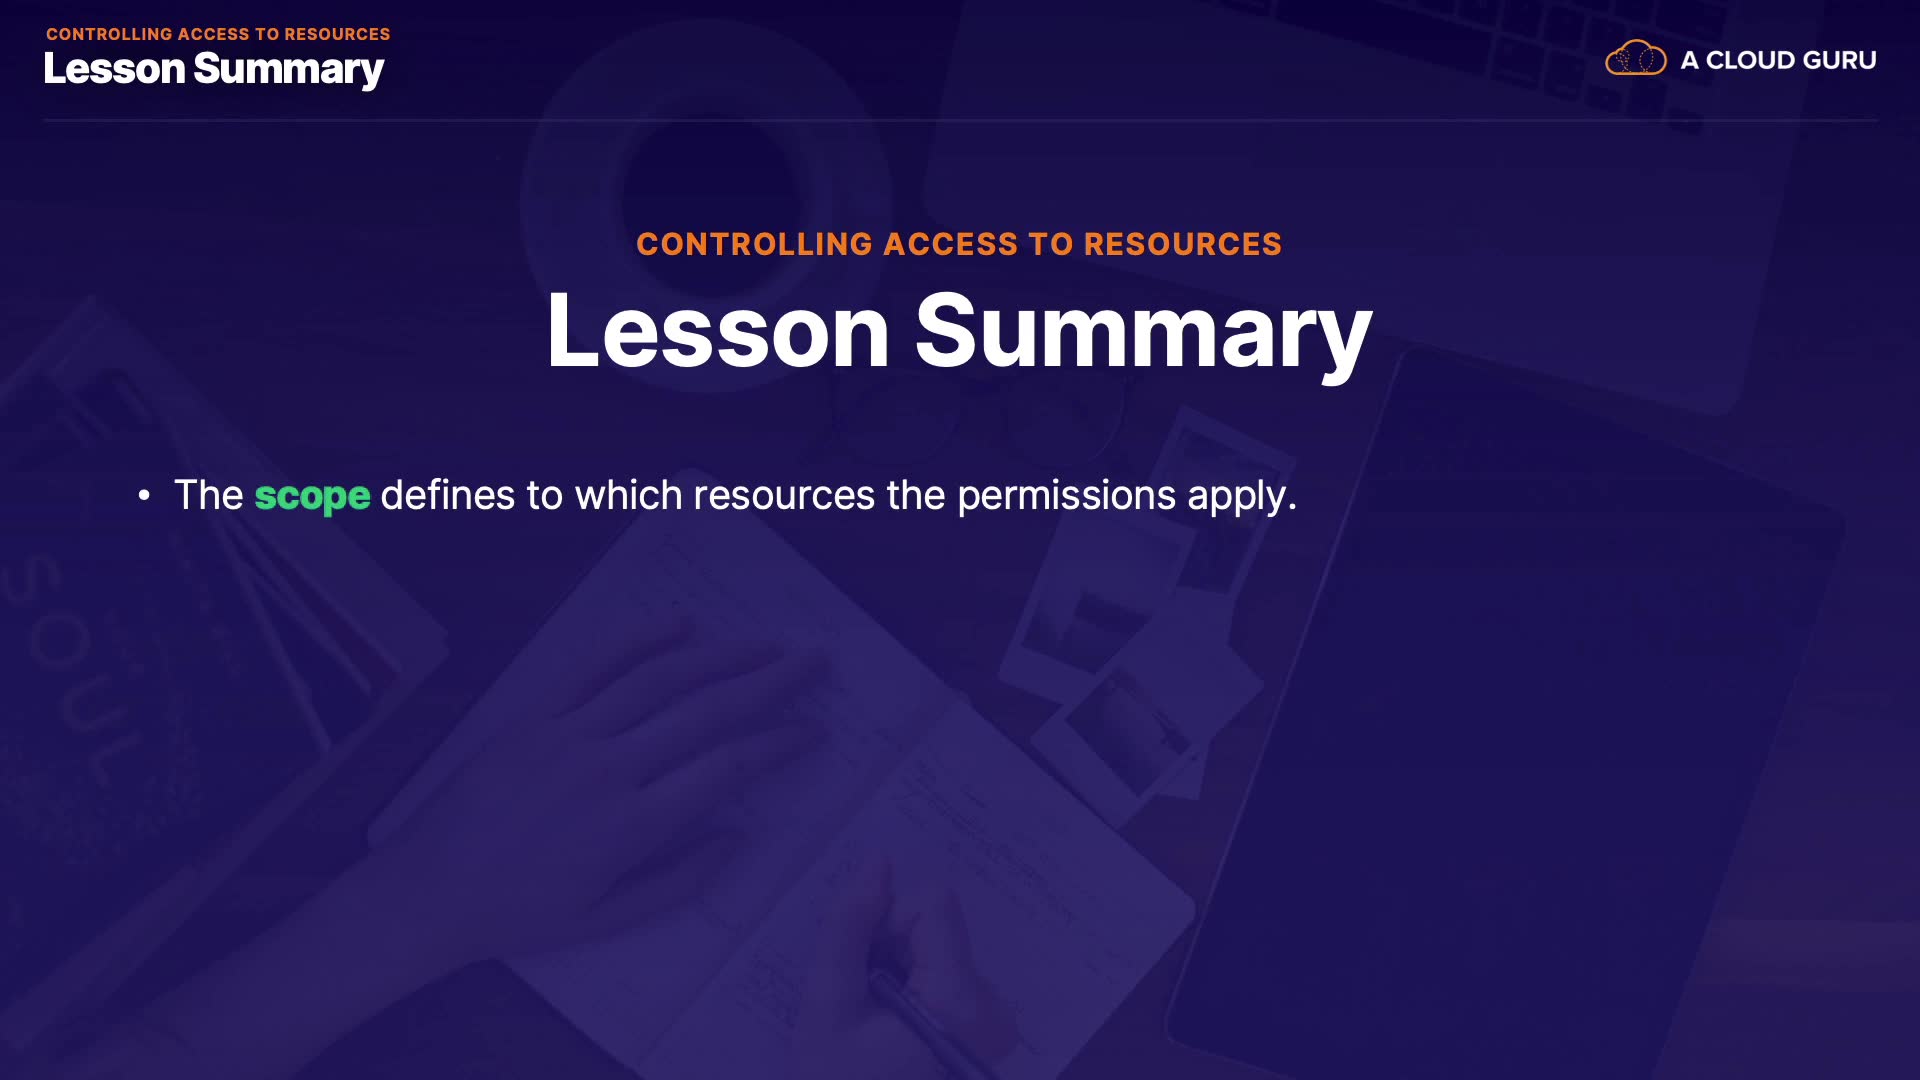 CONTROLLING ACCESS TO RESOURCES
Lesson Summary
A CLOUD GURU
CONTROLLING ACCESS TO RESOURCES
Lesson Summary
• The scope defines to which resources the permissions apply.
SOUL